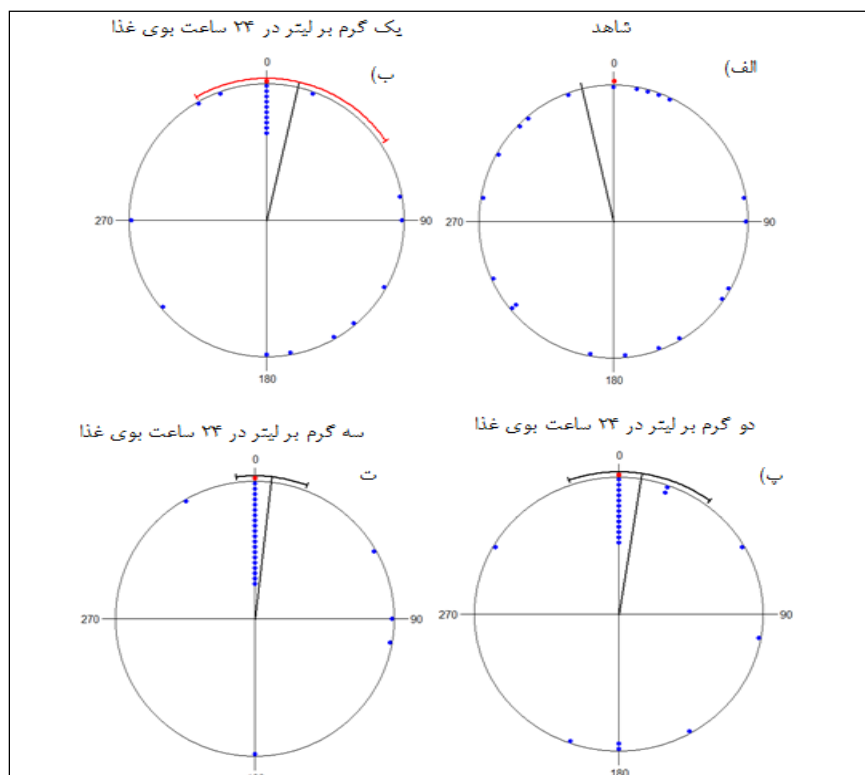 شاهد
الف)
0
270
90
180
یک گرم بر لیتر در ۲۴ ساعت بوی غذا
ب)
0
270
90
180
دو گرم بر لیتر در ۲۴ ساعت بوی غذا
پ)
0
270
90
180
سه گرم بر لیتر در ۲۴ ساعت بوی غذا
ت
0
270
90